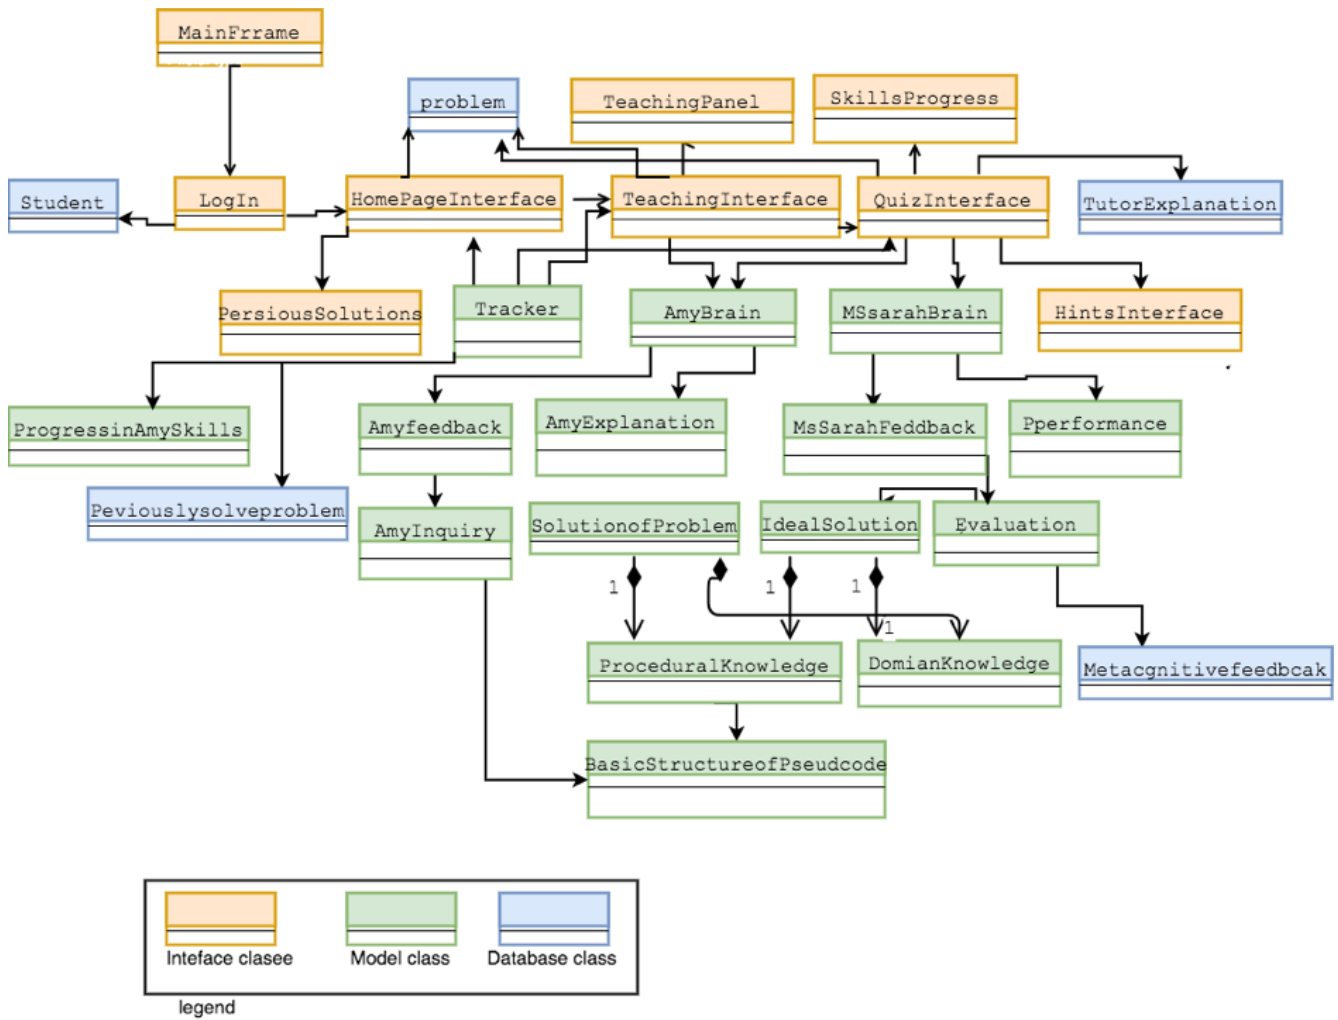 MainFrrame
problem
TeachingPanel
SkillsProgress
Student
LogIn
HomePageInterface
TeachingInterface
QuizInterface
TutorExplanation
PersiousSolutions
Tracker
AmyBrain
MSsarahBrain
HintsInterface
ProgressinAmySkills
Amyfeedback
AmyExplanation
MsSarahFeddback
Pperformance
Peviouslysolveproblem
AmyInquiry
SolutionofProblem
IdealSolution
Evaluation
1
1
1
1
ProceduralKnowledge
DomianKnowledge
Metacgnitivefeedbcak
BasicStructureofPseudcode
Inteface clasee
Model class
Database class
legend